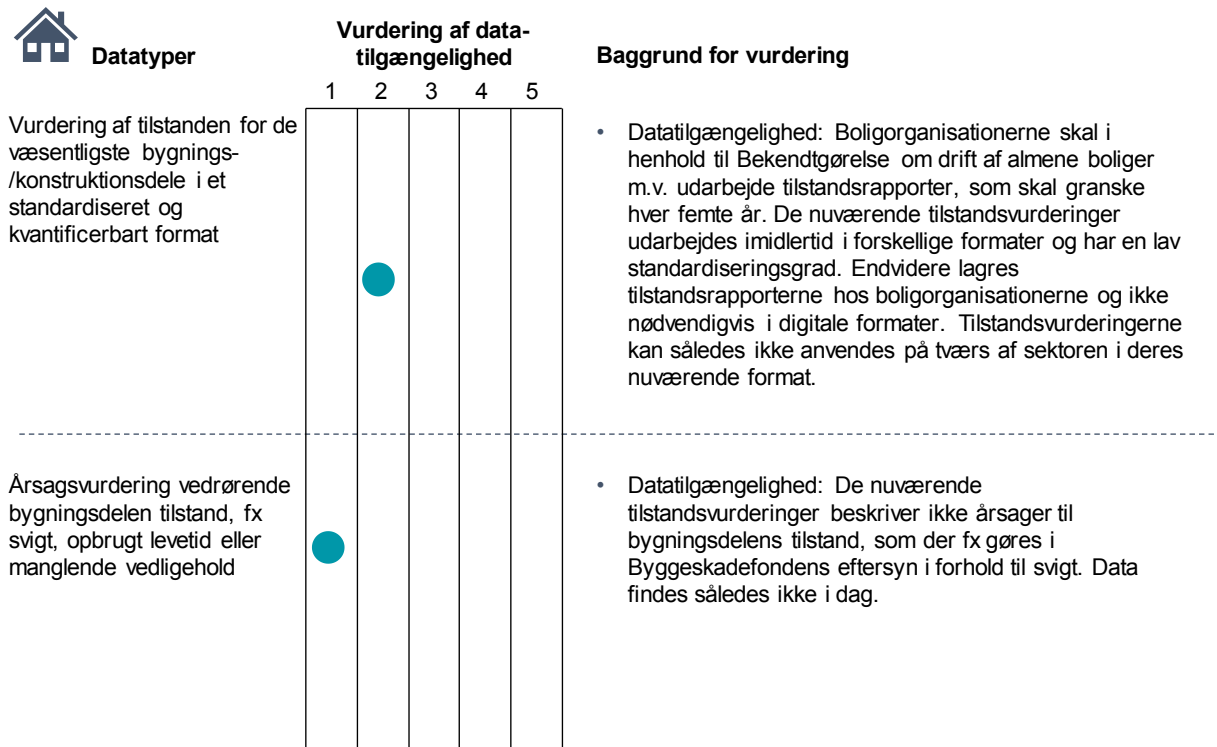 Datatyper
Vurdering af data-
tilgængelighed
Baggrund for vurdering
1 2 3 4 5
Vurdering af tilstanden for de
væsentligste bygnings-
/konstruktionsdele i et
standardiseret og
kvantificerbart format
• Datatilgængelighed: Boligorganisationerne skal i
henhold til Bekendtgørelse om drift af almene boliger
m.v. udarbejde tilstandsrapporter, som skal granske
hver femte år. De nuværende tilstandsvurderinger
udarbejdes imidlertid i forskellige formater og har en lav
standardiseringsgrad. Endvidere lagres
tilstandsrapporterne hos boligorganisationerne og ikke
nødvendigvis i digitale formater. Tilstandsvurderingerne
kan således ikke anvendes på tværs af sektoren i deres
nuværende format.
Årsagsvurdering vedrørende
bygningsdelen tilstand, fx
svigt, opbrugt levetid eller
manglende vedligehold
• Datatilgængelighed: De nuværende
tilstandsvurderinger beskriver ikke årsager til
bygningsdelens tilstand, som der fx gøres i
Byggeskadefondens eftersyn i forhold til svigt. Data
findes således ikke i dag.